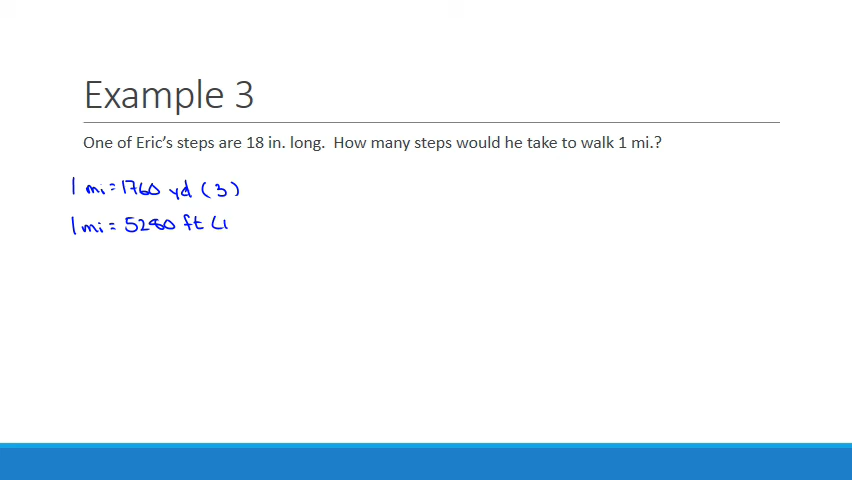 Example 3
One of Eric's steps are 18 in. long. How many steps would he take to walk 1 mi.?
1 mi = 1760 yd (3)
1 mi = 5280 ft (1